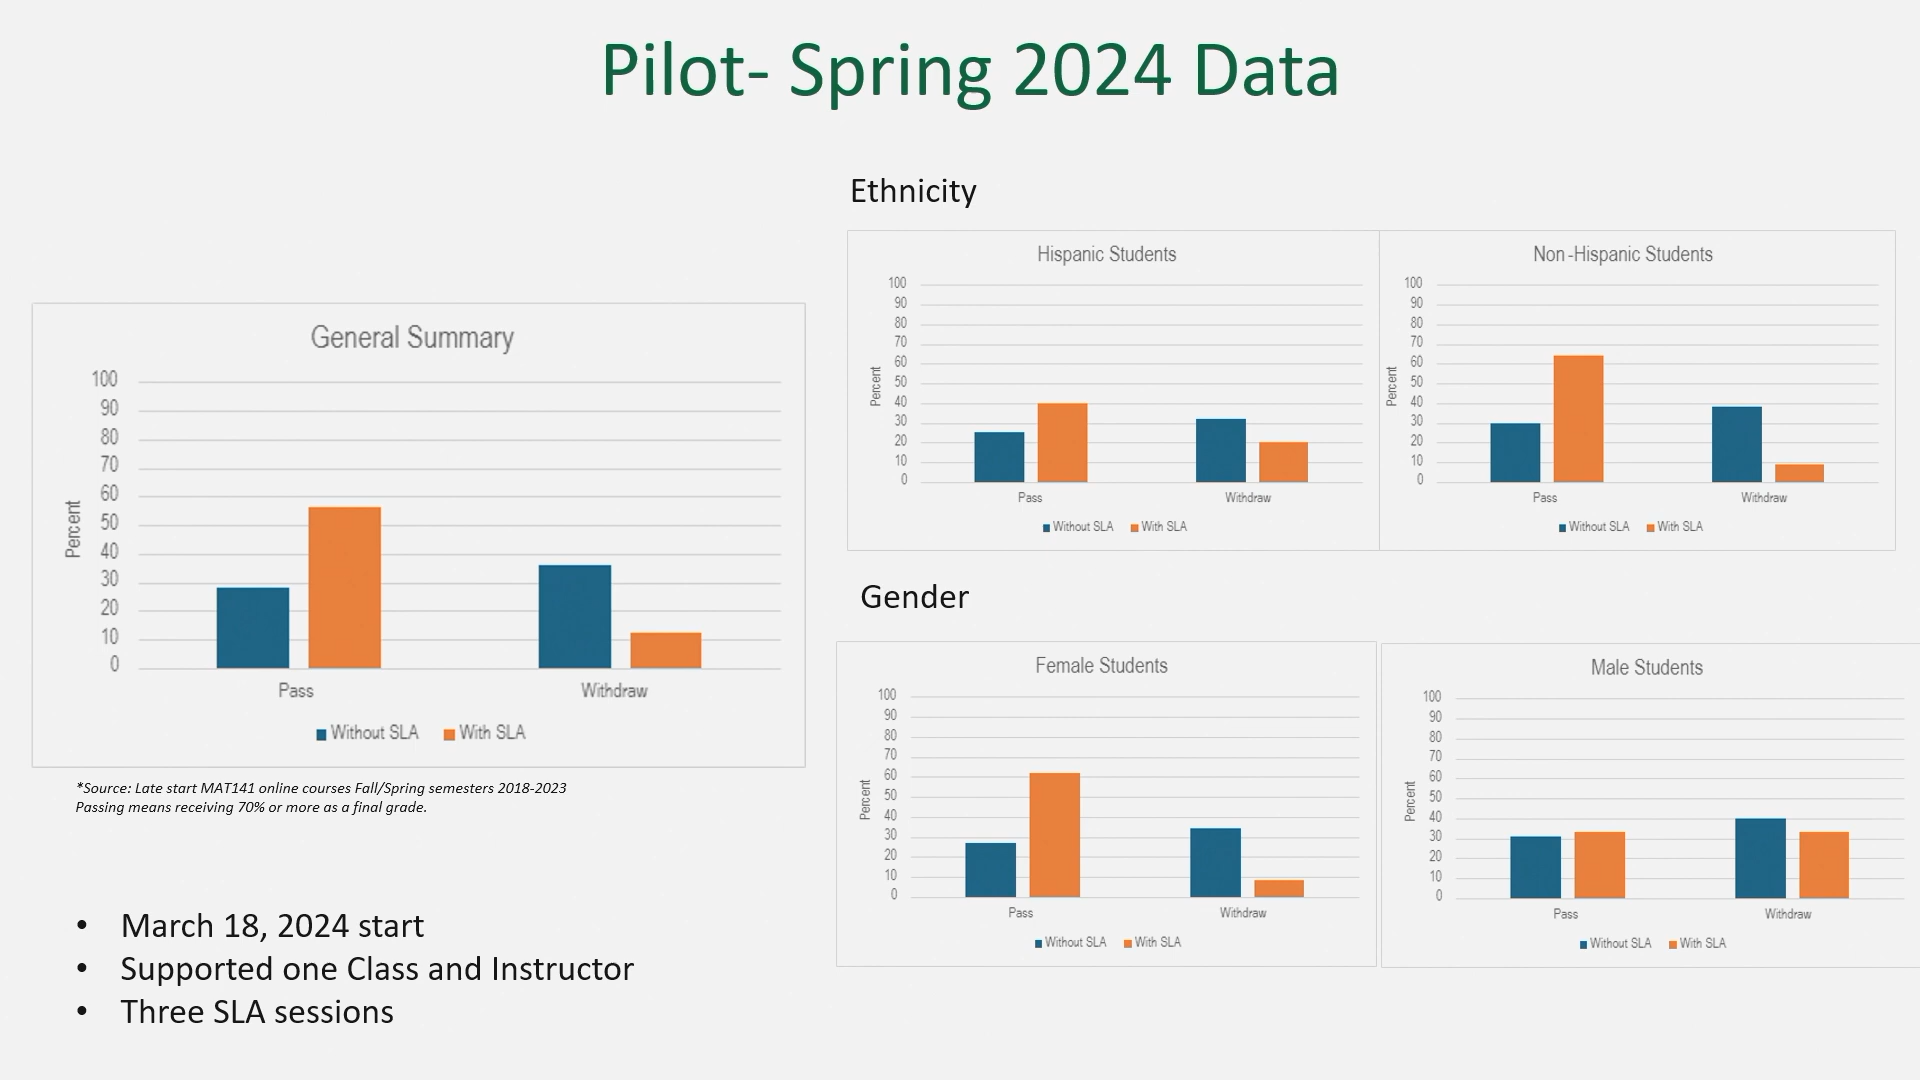 Pilot- Spring 2024 Data
General Summary
100
90
80
70
60
50
40
30
20
10
0
Percent
Pass
Withdraw
Without SLA
With SLA
*Source: Late start MAT141 online courses Fall/Spring semesters 2018-2023
Passing means receiving 70% or more as a final grade.
• March 18, 2024 start
• Supported one Class and Instructor
• Three SLA sessions
Ethnicity
Hispanic Students
100
90
80
70
60
50
40
30
20
10
0
Percent
Pass
Withdraw
Without SLA
With SLA
Non-Hispanic Students
100
90
80
70
60
50
40
30
20
10
0
Percent
Pass
Withdraw
Without SLA
With SLA
Gender
Female Students
100
90
80
70
60
50
40
30
20
10
0
Percent
Pass
Withdraw
Without SLA
With SLA
Male Students
100
90
80
70
60
50
40
30
20
10
0
Percent
Pass
Withdraw
Without SLA
With SLA